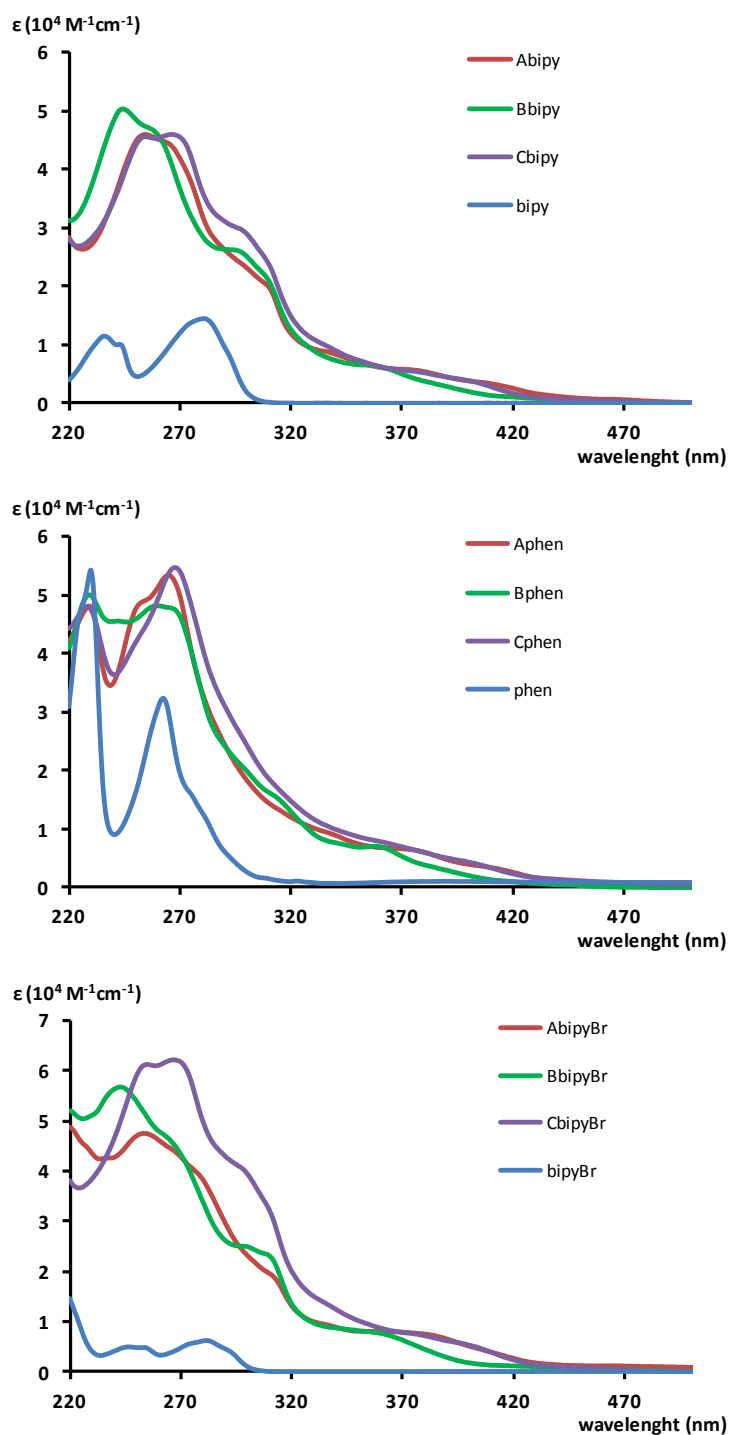 ε (10⁴ M⁻¹cm⁻¹)
6
5
4
3
2
1
0
Abipy
Bbipy
Cbipy
bipy
220 270 320 370 420 470
wavelenght (nm)
ε (10⁴ M⁻¹cm⁻¹)
6
5
4
3
2
1
0
Aphen
Bphen
Cphen
phen
220 270 320 370 420 470
wavelenght (nm)
ε (10⁴ M⁻¹cm⁻¹)
7
6
5
4
3
2
1
0
AbipyBr
BbipyBr
CbipyBr
bipyBr
220 270 320 370 420 470
wavelenght (nm)